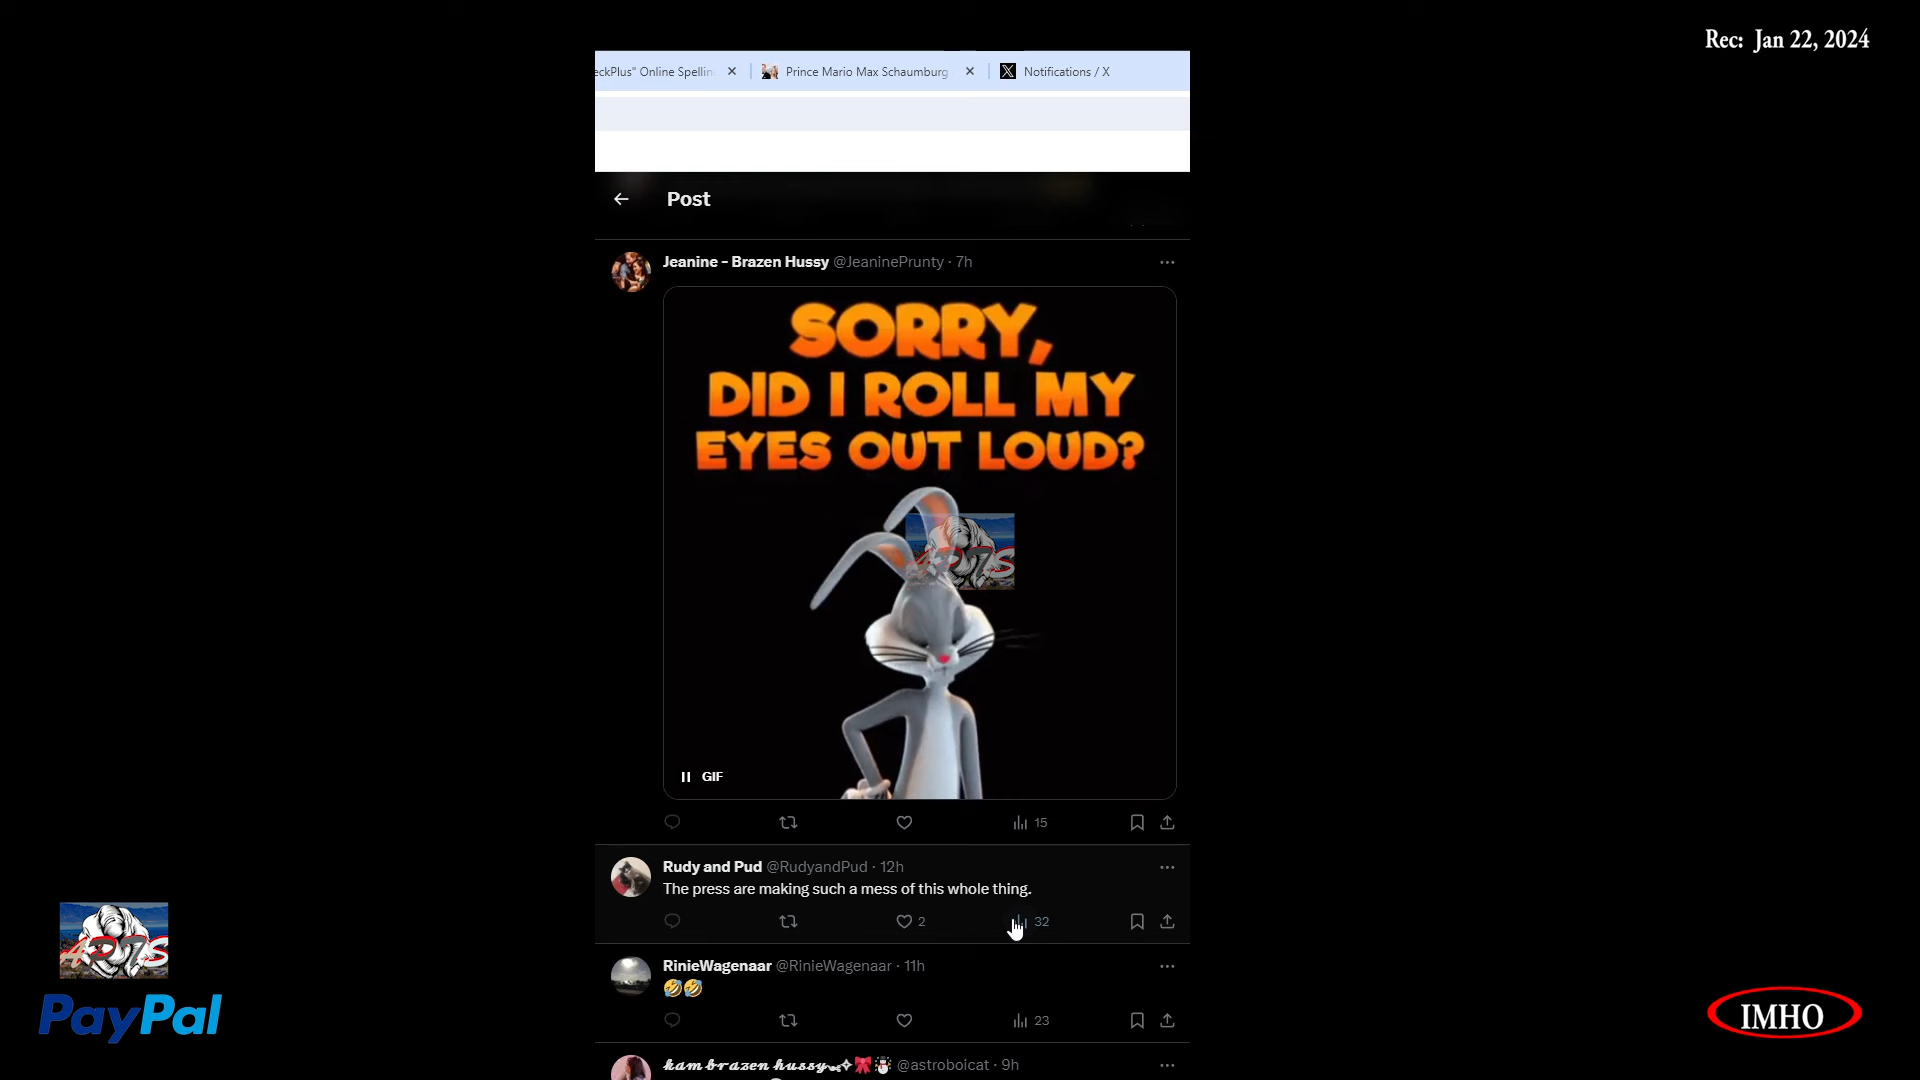 Rec: Jan 22, 2024
eckPlus" Online Spellin
Prince Mario Max Schaumburg
Notifications / X
Post
Jeanine - Brazen Hussy @JeaninePrunty · 7h
SORRY,
DID I ROLL MY
EYES OUT LOUD?
GIF
15
Rudy and Pud @RudyandPud · 12h
The press are making such a mess of this whole thing.
2
32
RinieWagenaar @RinieWagenaar · 11h
🤣🤣
23
kam brazen hussy @astroboicat · 9h
PayPal
IMHO